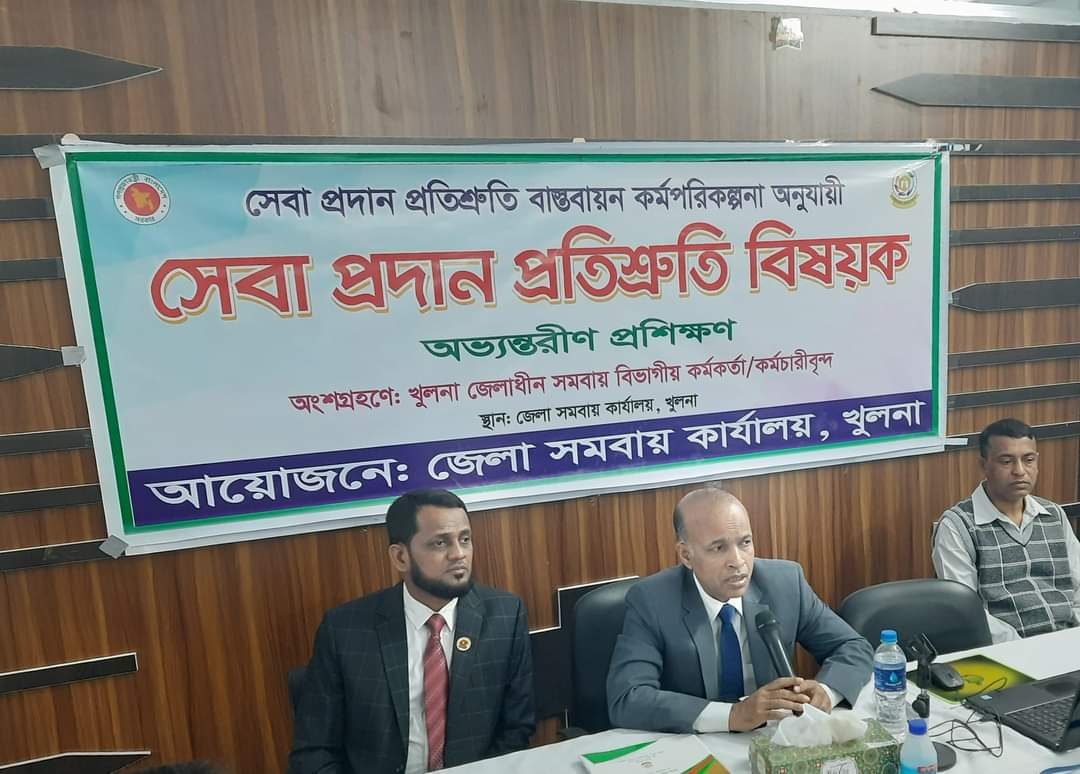 সেবা প্রদান প্রতিশ্রুতি বাস্তবায়ন কর্মপরিকল্পনা অনুযায়ী
সেবা প্রদান প্রতিশ্রুতি বিষয়ক
অভ্যন্তরীণ প্রশিক্ষণ
অংশগ্রহণে: খুলনা জেলাধীন সমবায় বিভাগীয় কর্মকর্তা/কর্মচারীবৃন্দ
স্থান: জেলা সমবায় কার্যালয়, খুলনা
আয়োজনে: জেলা সমবায় কার্যালয়, খুলনা